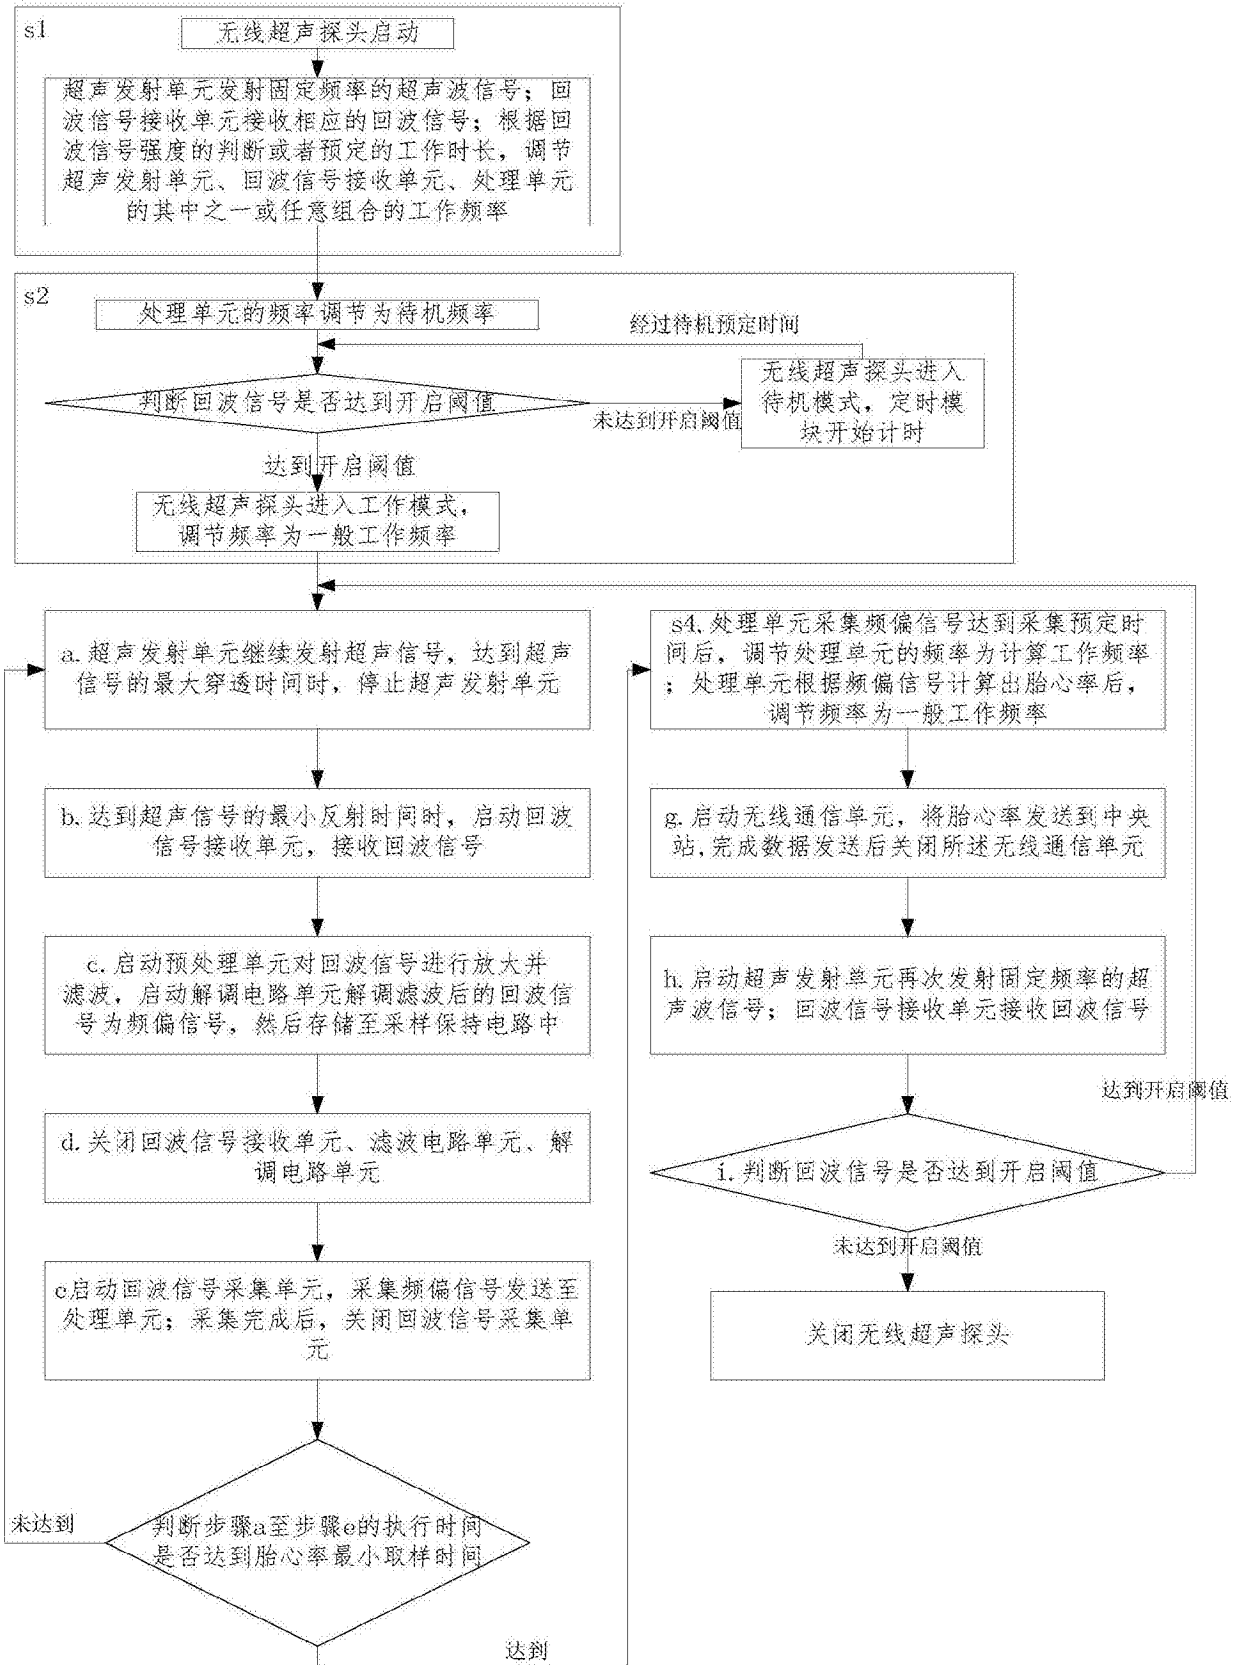 s1
无线超声探头启动
超声发射单元发射固定频率的超声波信号；回
波信号接收单元接收相应的回波信号；根据回
波信号强度的判断或者预定的工作时长，调节
超声发射单元、回波信号接收单元、处理单元
的其中之一或任意组合的工作频率
s2
处理单元的频率调节为待机频率
经过待机预定时间
判断回波信号是否达到开启阈值
未达到开启阈值
无线超声探头进入
待机模式，定时模
块开始计时
达到开启阈值
无线超声探头进入工作模式，
调节频率为一般工作频率
a.超声发射单元继续发射超声信号，达到超声
信号的最大穿透时间时，停止超声发射单元
b.达到超声信号的最小反射时间时，启动回波
信号接收单元，接收回波信号
c.启动预处理单元对回波信号进行放大并
滤波，启动解调电路单元解调滤波后的回波信
号为频偏信号，然后存储至采样保持电路中
d.关闭回波信号接收单元、滤波电路单元、解
调电路单元
e启动回波信号采集单元，采集频偏信号发送至
处理单元；采集完成后，关闭回波信号采集单
元
判断步骤a至步骤e的执行时间
是否达到胎心率最小取样时间
未达到
达到
s4.处理单元采集频偏信号达到采集预定时
间后，调节处理单元的频率为计算工作频率
；处理单元根据频偏信号计算出胎心率后，
调节频率为一般工作频率
g.启动无线通信单元，将胎心率发送到中央
站,完成数据发送后关闭所述无线通信单元
h.启动超声发射单元再次发射固定频率的超
声波信号；回波信号接收单元接收回波信号
达到开启阈值
i.判断回波信号是否达到开启阈值
未达到开启阈值
关闭无线超声探头